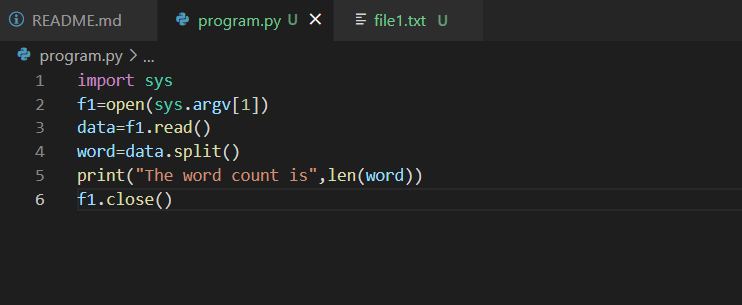 README.md
program.py U ×
file1.txt U
program.py > ...
1 import sys
2 f1=open(sys.argv[1])
3 data=f1.read()
4 word=data.split()
5 print("The word count is",len(word))
6 f1.close()